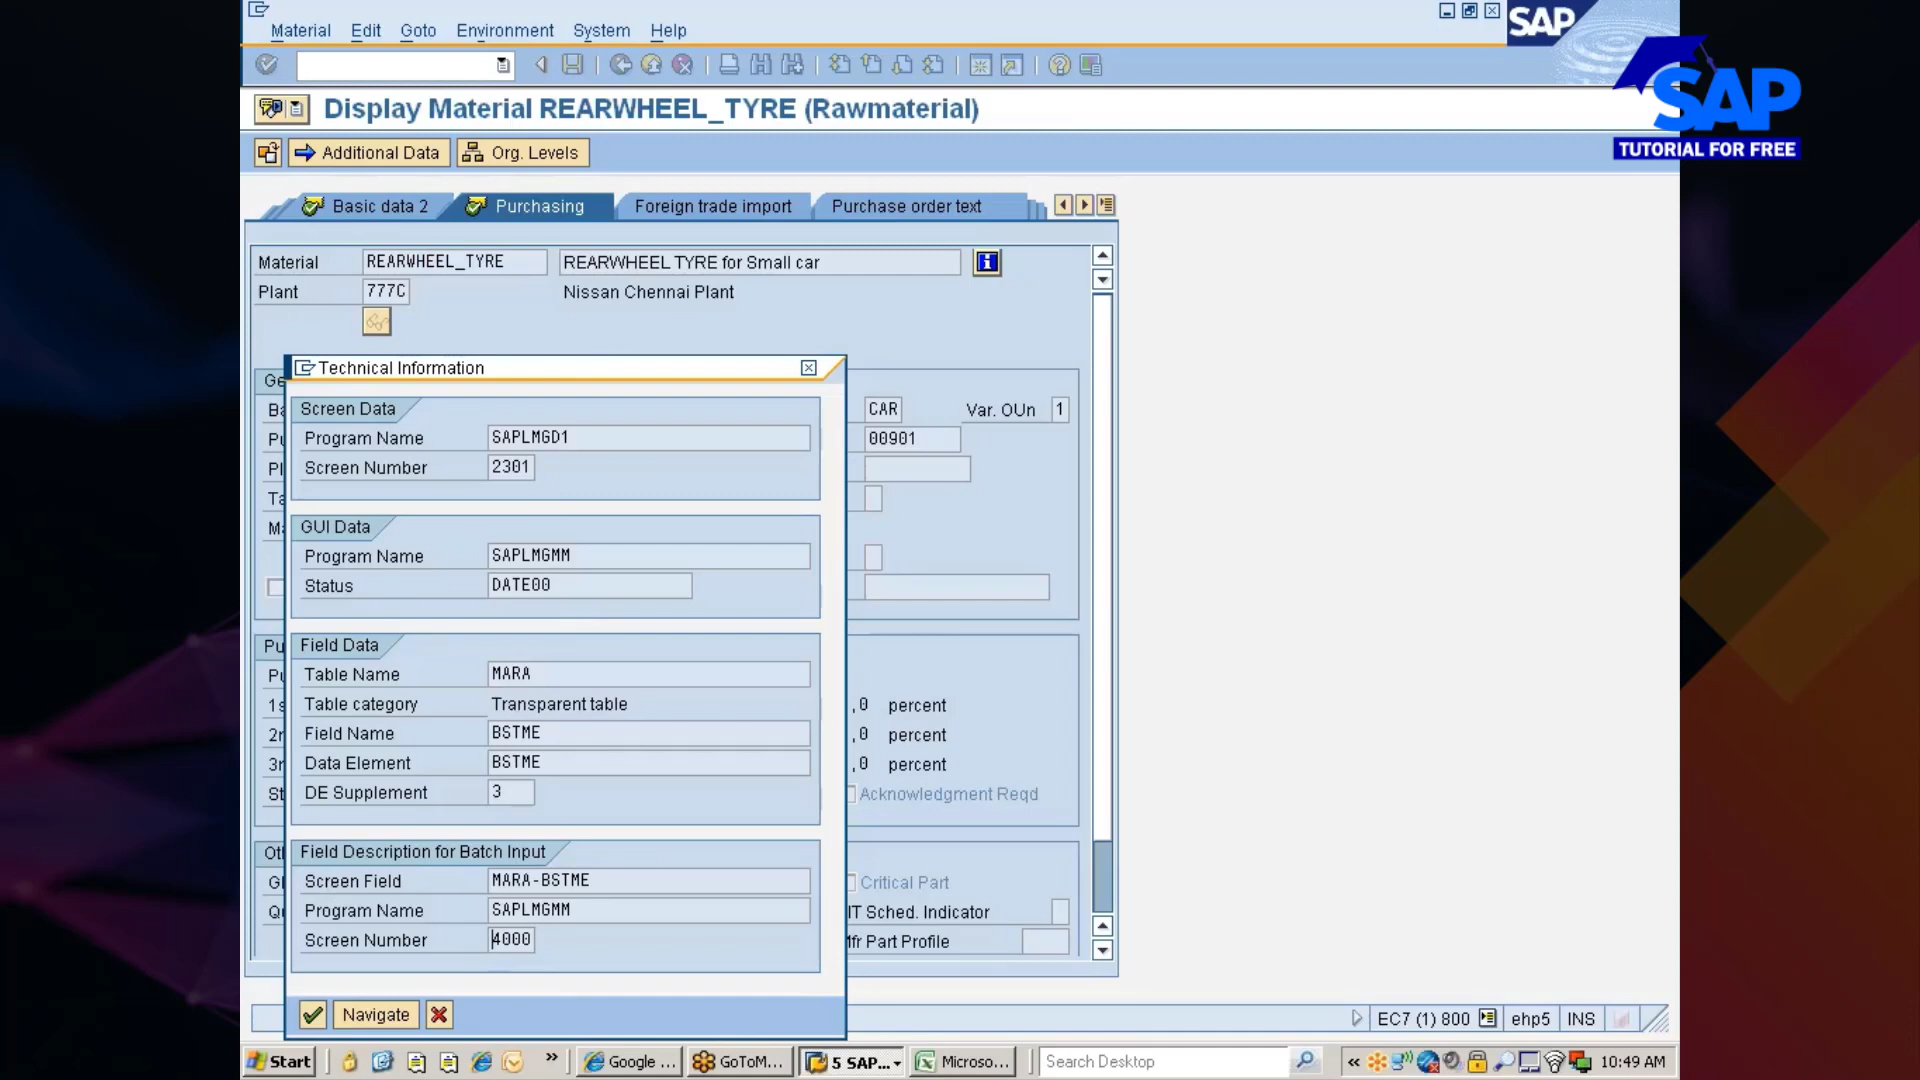 Material Edit Goto Environment System Help
SAP
SAP
TUTORIAL FOR FREE
Display Material REARWHEEL_TYRE (Rawmaterial)
Additional Data Org. Levels
Basic data 2 Purchasing Foreign trade import Purchase order text
Material REARWHEEL_TYRE REARWHEEL TYRE for Small car
Plant 777C Nissan Chennai Plant
Technical Information
Screen Data
CAR Var. OUn 1
Program Name SAPLMGD1
00901
Screen Number 2301
GUI Data
Program Name SAPLMGMM
Status DATE00
Field Data
Table Name MARA
Table category Transparent table
,0 percent
Field Name BSTME
,0 percent
Data Element BSTME
,0 percent
DE Supplement 3
Acknowledgment Reqd
Field Description for Batch Input
Screen Field MARA-BSTME
Critical Part
Program Name SAPLMGMM
IT Sched. Indicator
Screen Number 4000
Mfr Part Profile
Navigate
EC7 (1) 800 ehp5 INS
Start » Google ... GoToM... 5 SAP... Microso... Search Desktop « 10:49 AM